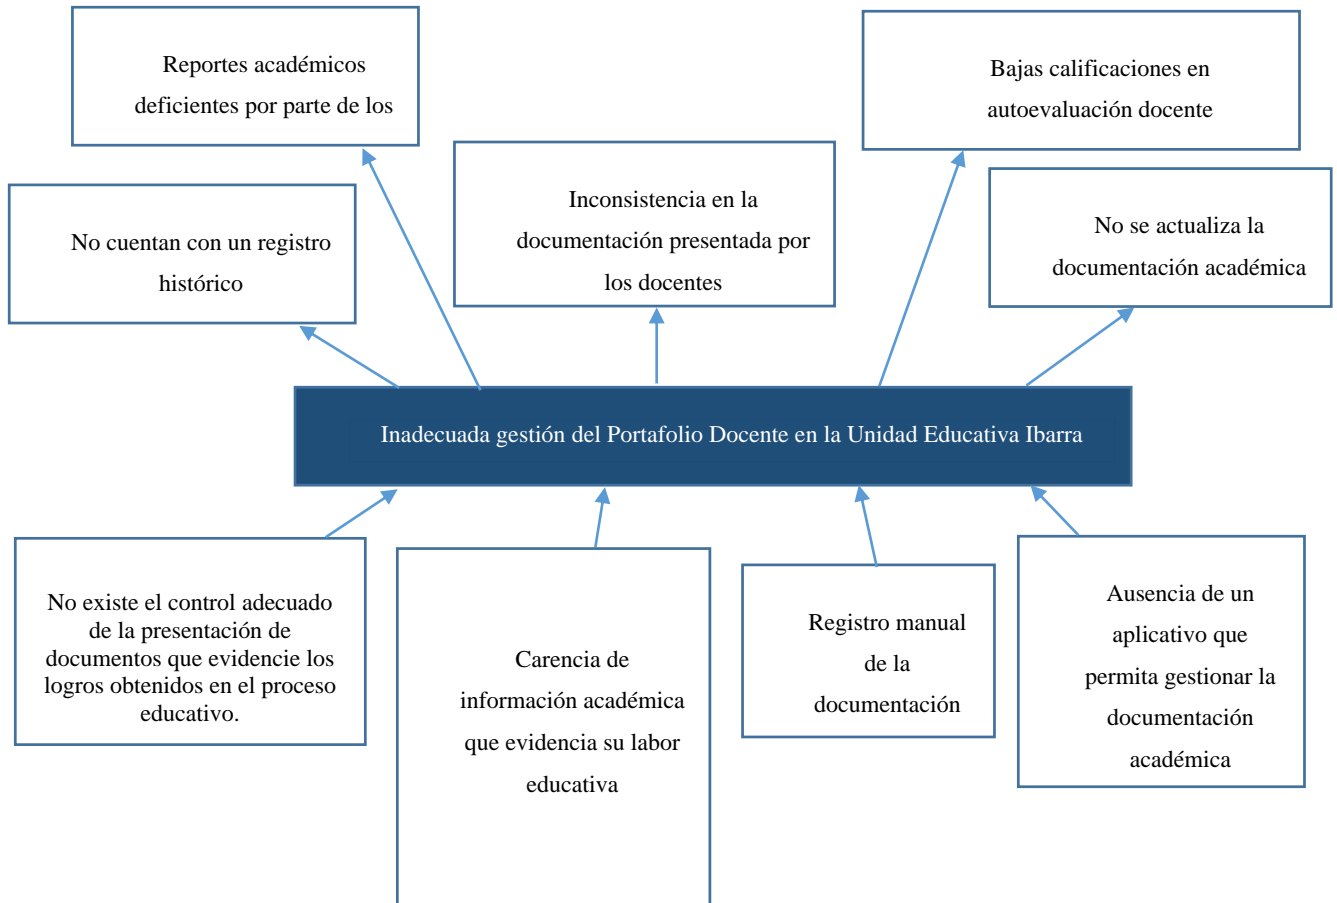 Reportes académicos
deficientes por parte de los
Bajas calificaciones en
autoevaluación docente
Inconsistencia en la
documentación presentada por
los docentes
No cuentan con un registro
histórico
No se actualiza la
documentación académica
Inadecuada gestión del Portafolio Docente en la Unidad Educativa Ibarra
No existe el control adecuado
de la presentación de
documentos que evidencie los
logros obtenidos en el proceso
educativo.
Carencia de
información académica
que evidencia su labor
educativa
Registro manual
de la
documentación
Ausencia de un
aplicativo que
permita gestionar la
documentación
académica